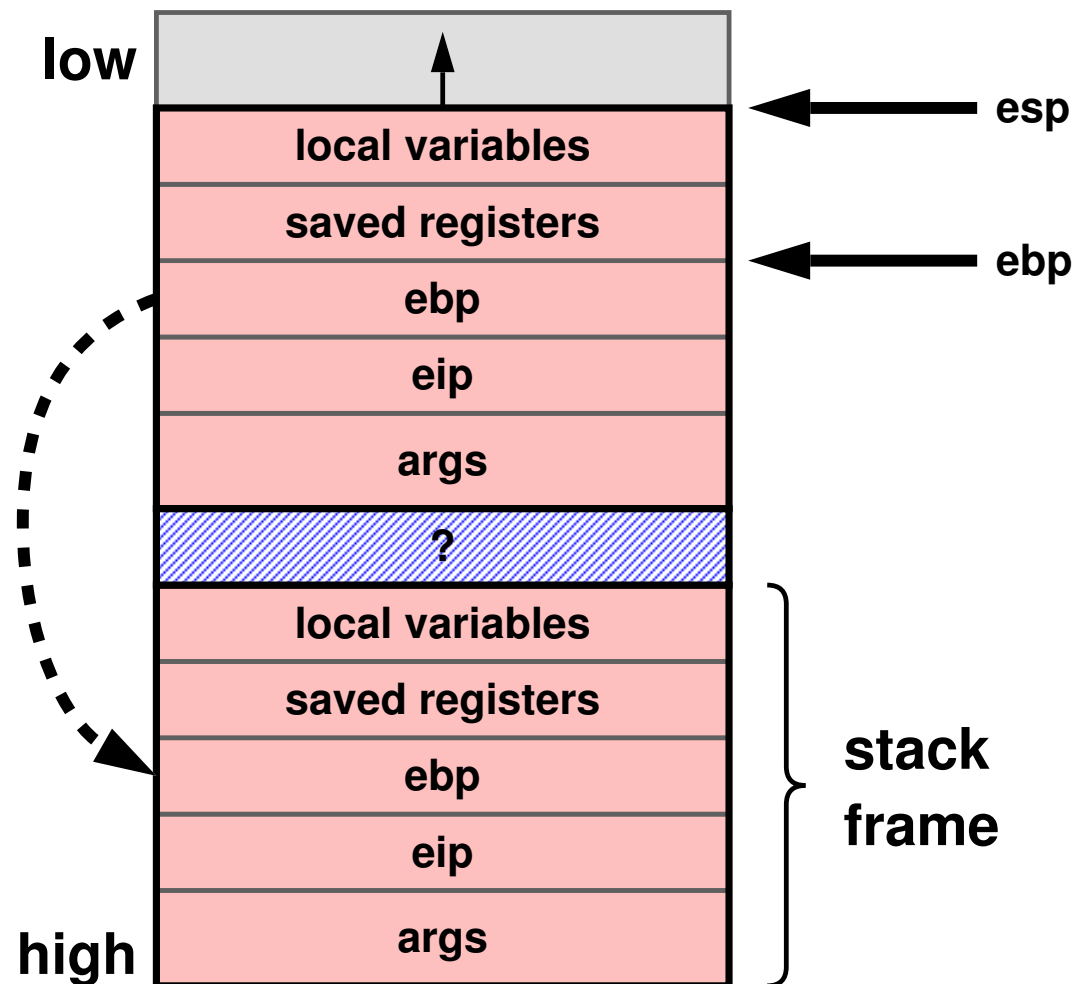 low
esp
local variables
saved registers
ebp
ebp
eip
args
?
local variables
saved registers
ebp
stack
frame
eip
args
high